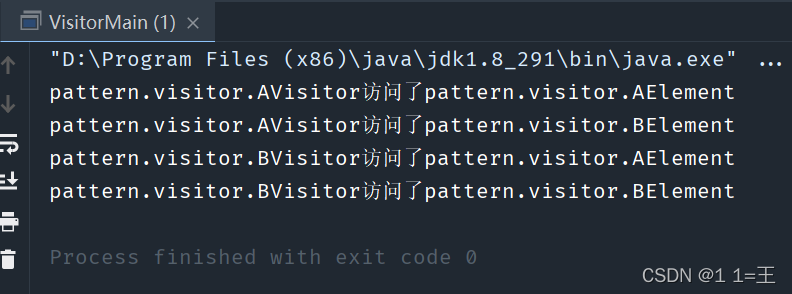 VisitorMain (1) ×
"D:\Program Files (x86)\java\jdk1.8_291\bin\java.exe" ...
pattern.visitor.AVisitor访问了pattern.visitor.AElement
pattern.visitor.AVisitor访问了pattern.visitor.BElement
pattern.visitor.BVisitor访问了pattern.visitor.AElement
pattern.visitor.BVisitor访问了pattern.visitor.BElement
Process finished with exit code 0
CSDN @1 1=王